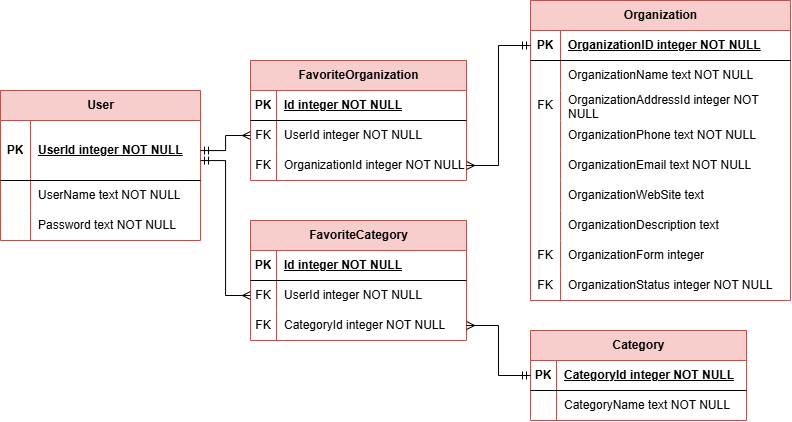 User
PK UserId integer NOT NULL
UserName text NOT NULL
Password text NOT NULL
FavoriteOrganization
PK Id integer NOT NULL
FK UserId integer NOT NULL
FK OrganizationId integer NOT NULL
FavoriteCategory
PK Id integer NOT NULL
FK UserId integer NOT NULL
FK CategoryId integer NOT NULL
Organization
PK OrganizationID integer NOT NULL
OrganizationName text NOT NULL
FK OrganizationAddressId integer NOT
NULL
OrganizationPhone text NOT NULL
OrganizationEmail text NOT NULL
OrganizationWebSite text
OrganizationDescription text
FK OrganizationForm integer
FK OrganizationStatus integer NOT NULL
Category
PK CategoryId integer NOT NULL
CategoryName text NOT NULL